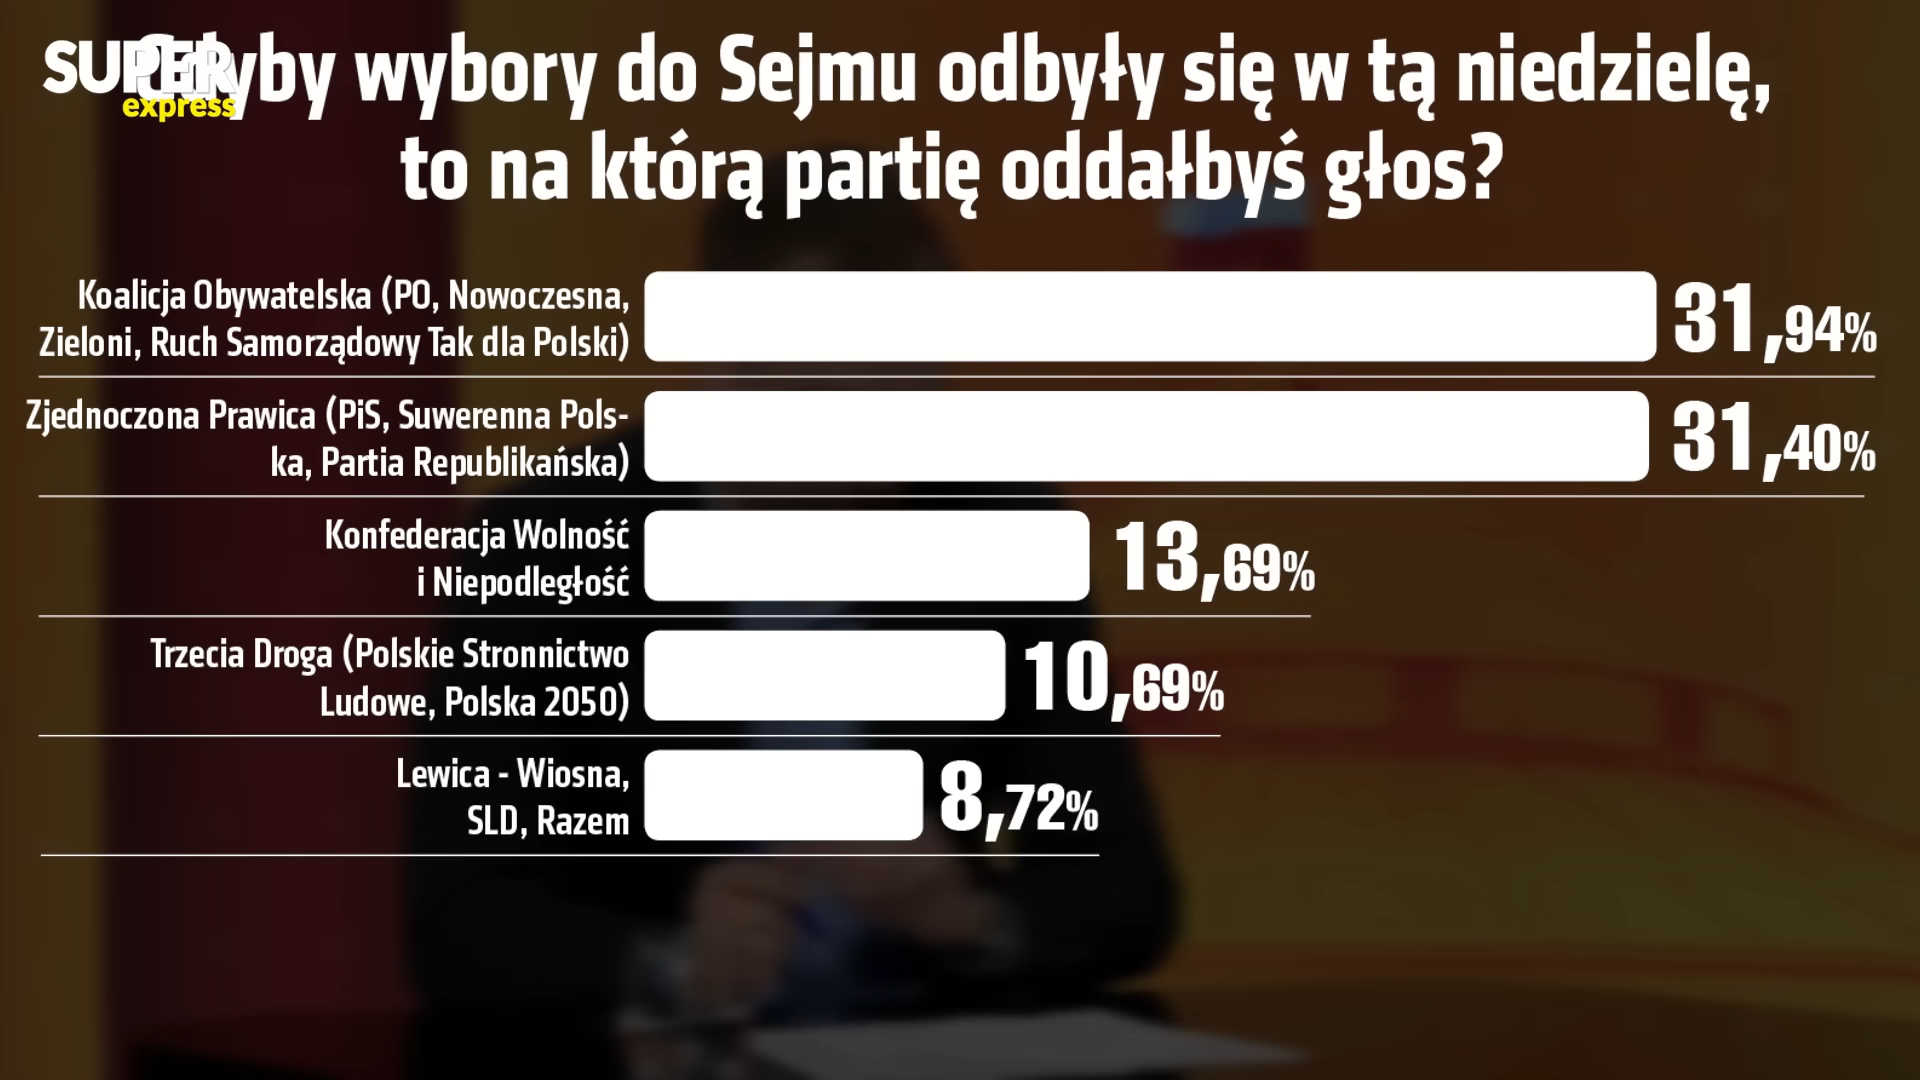 SUPER
express
Gdyby wybory do Sejmu odbyły się w tą niedzielę,
to na którą partię oddałbyś głos?
Koalicja Obywatelska (PO, Nowoczesna,
Zieloni, Ruch Samorządowy Tak dla Polski)
31,94%
Zjednoczona Prawica (PiS, Suwerenna Pols-
ka, Partia Republikańska)
31,40%
Konfederacja Wolność
i Niepodległość
13,69%
Trzecia Droga (Polskie Stronnictwo
Ludowe, Polska 2050)
10,69%
Lewica - Wiosna,
SLD, Razem
8,72%